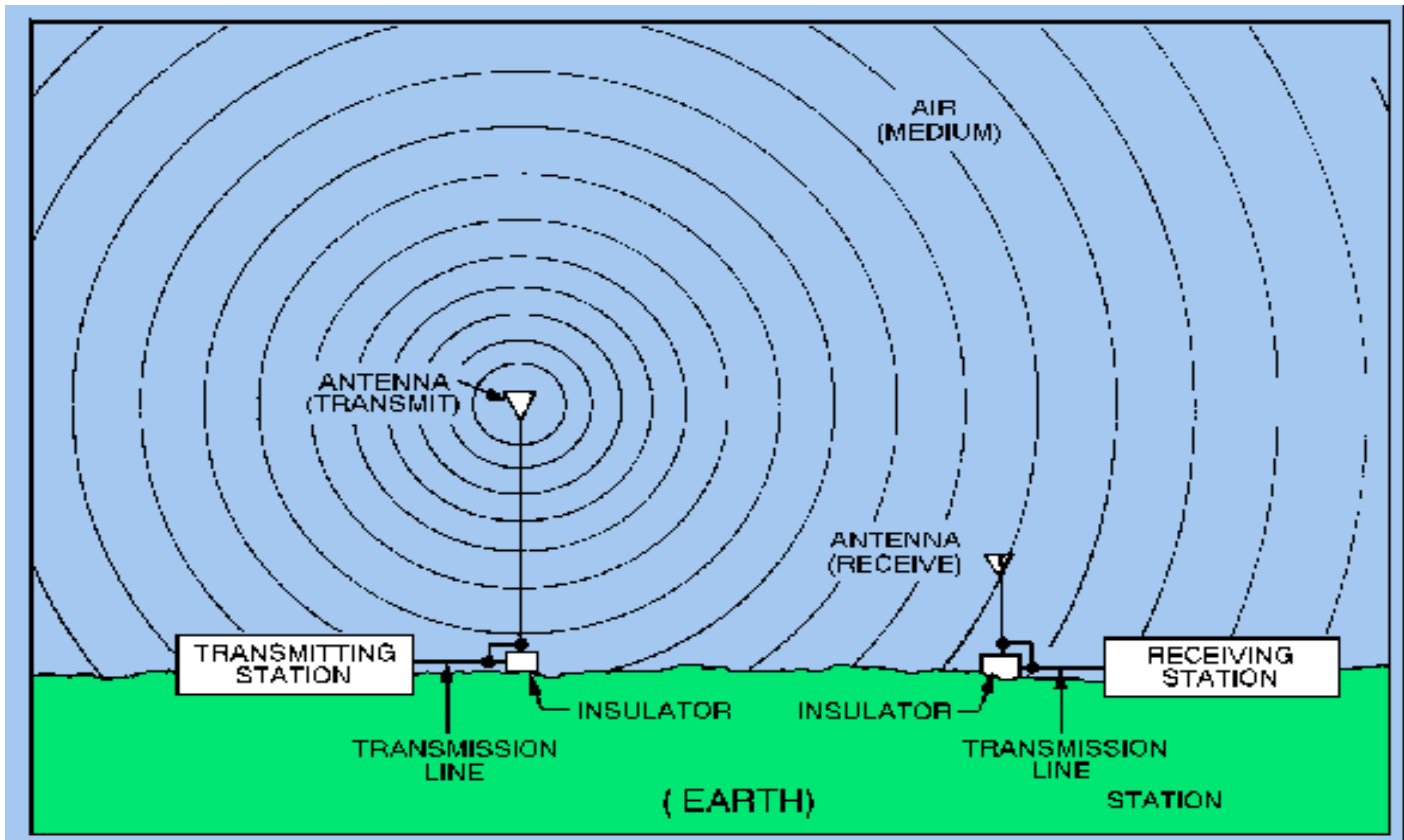 AIR
(MEDIUM)
ANTENNA
(TRANSMIT)
ANTENNA
(RECEIVE)
TRANSMITTING
STATION
RECEIVING
STATION
INSULATOR
INSULATOR
TRANSMISSION
LINE
TRANSMISSION
LINE
( EARTH)
STATION